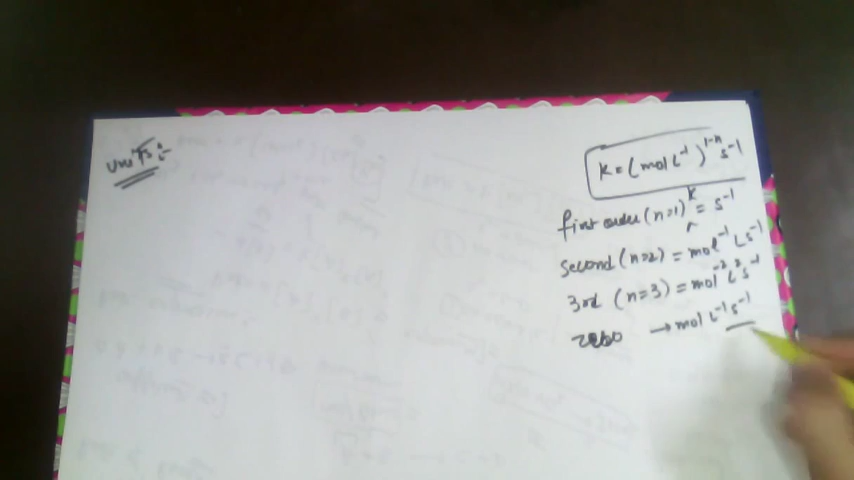 Units:-
K = (mol L⁻¹)¹⁻ⁿ s⁻¹
first order (n=1) K = s⁻¹
second (n=2) = mol⁻¹ L s⁻¹
3rd (n=3) = mol⁻² L² s⁻¹
zero → mol L⁻¹ s⁻¹